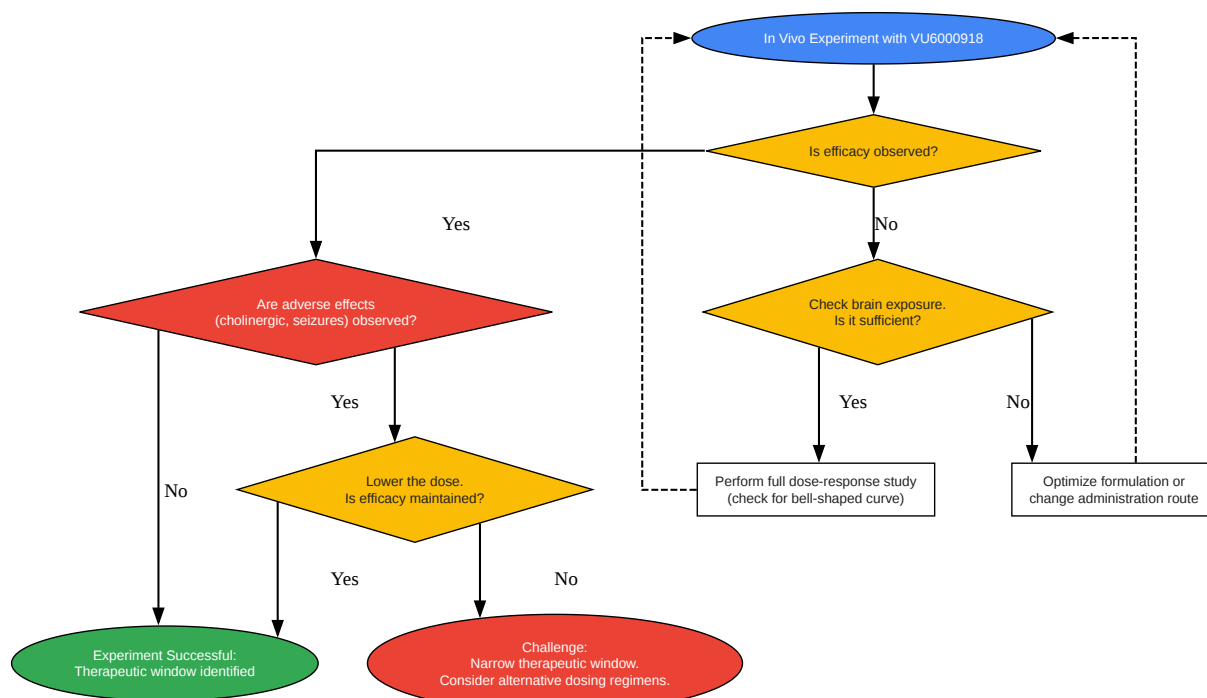 In Vivo Experiment with VU6000918
Is efficacy observed?
Yes
No
Are adverse effects
(cholinergic, seizures) observed?
Check brain exposure.
Is it sufficient?
Yes
Yes
No
Lower the dose.
Is efficacy maintained?
No
Perform full dose-response study
(check for bell-shaped curve)
Optimize formulation or
change administration route
Yes
No
Experiment Successful:
Therapeutic window identified
Challenge:
Narrow therapeutic window.
Consider alternative dosing regimens.